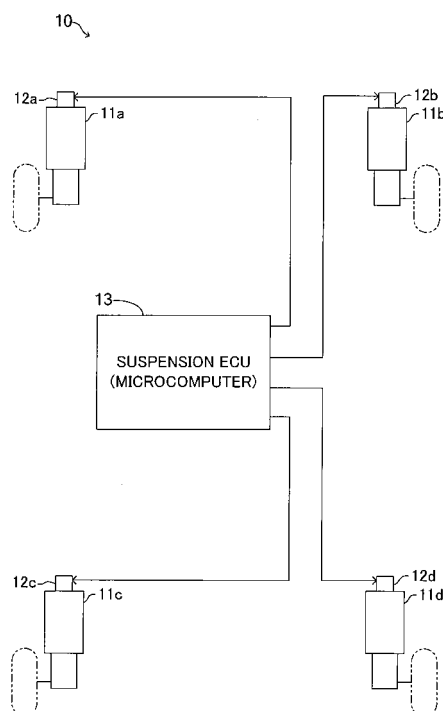 10
12a
11a
12b
11b
13
SUSPENSION ECU
(MICROCOMPUTER)
12c
11c
12d
11d